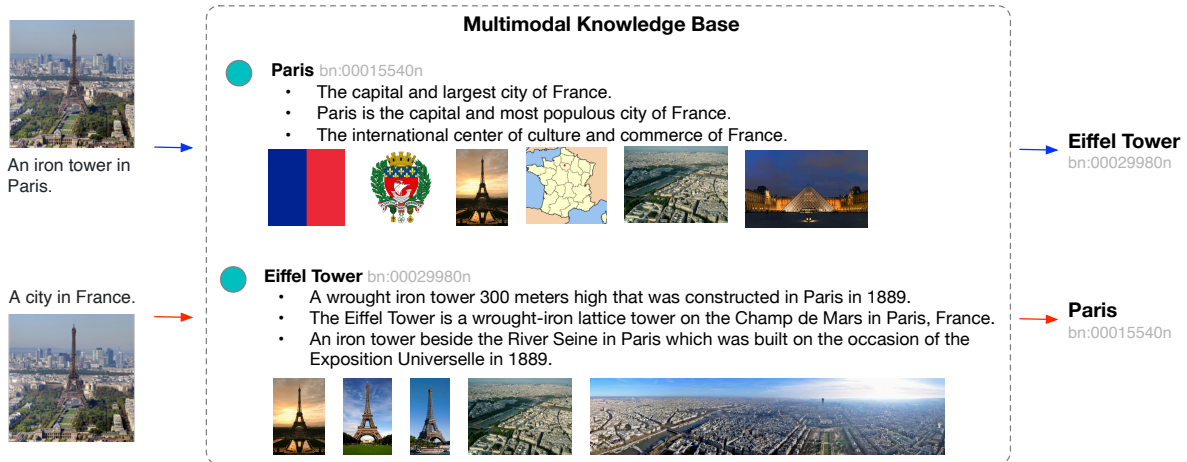 Multimodal Knowledge Base
Paris bn:00015540n
• The capital and largest city of France.
• Paris is the capital and most populous city of France.
• The international center of culture and commerce of France.
An iron tower in
Paris.
Eiffel Tower
bn:00029980n
Eiffel Tower bn:00029980n
• A wrought iron tower 300 meters high that was constructed in Paris in 1889.
• The Eiffel Tower is a wrought-iron lattice tower on the Champ de Mars in Paris, France.
• An iron tower beside the River Seine in Paris which was built on the occasion of the
Exposition Universelle in 1889.
A city in France.
Paris
bn:00015540n